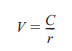 V = C/r